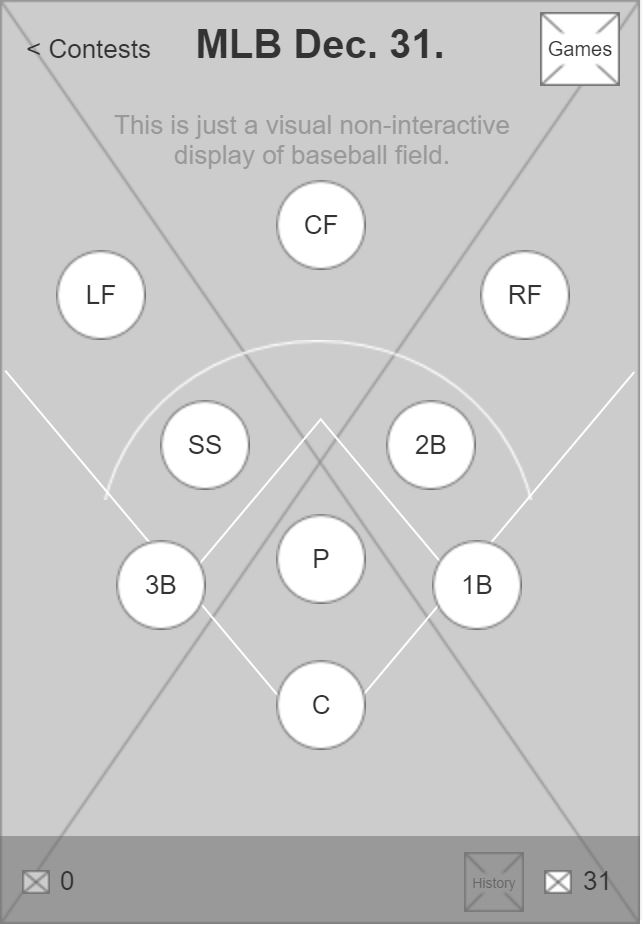 < Contests
MLB Dec. 31.
Games
This is just a visual non-interactive
display of baseball field.
CF
LF
RF
SS
2B
P
3B
1B
C
0
History
31